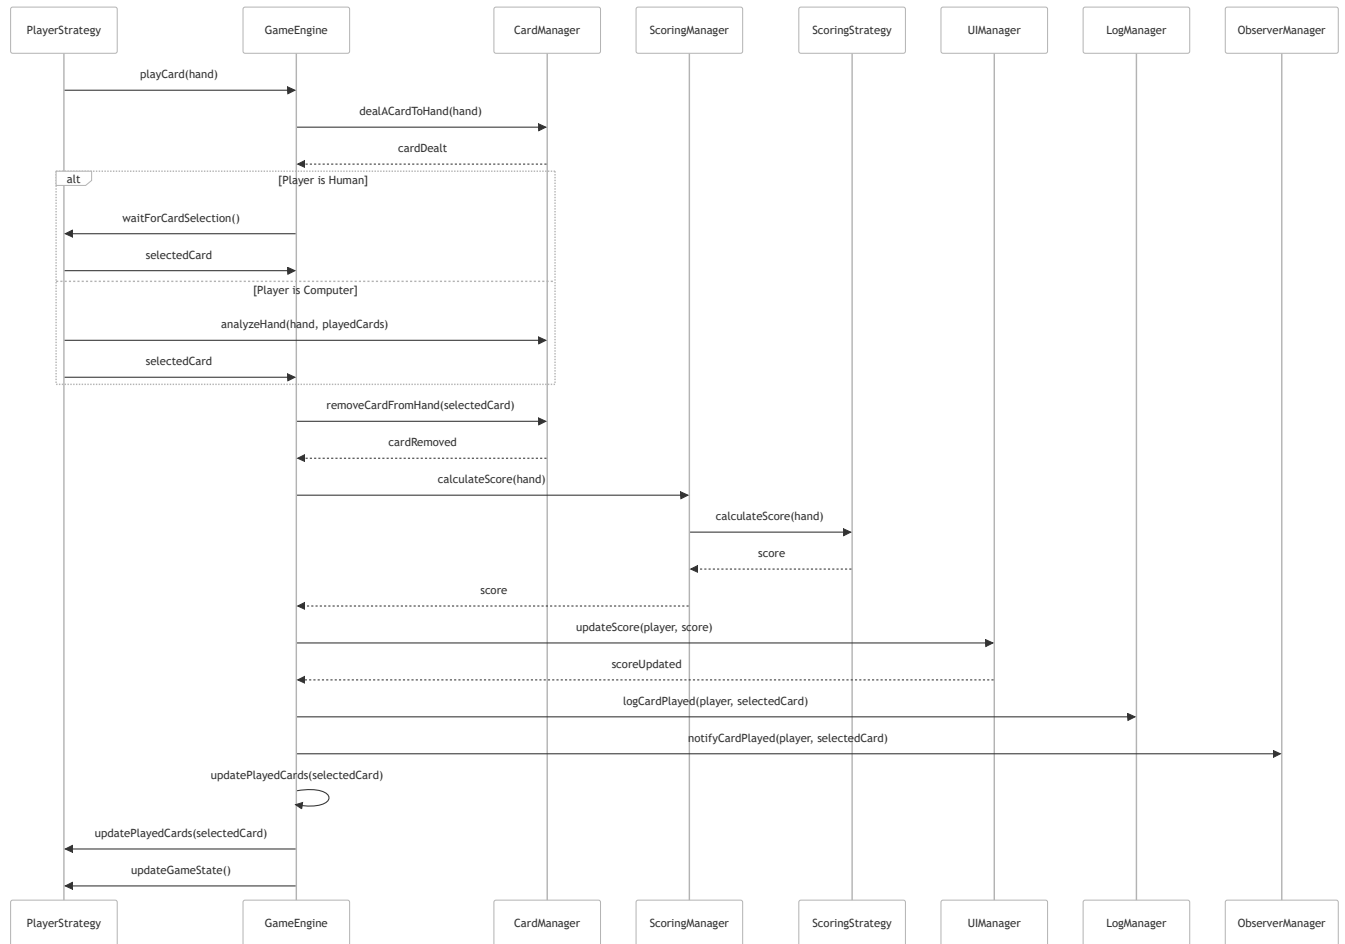 PlayerStrategy
GameEngine
CardManager
ScoringManager
ScoringStrategy
UIManager
LogManager
ObserverManager
playCard(hand)
dealACardToHand(hand)
cardDealt
alt
[Player is Human]
waitForCardSelection()
selectedCard
[Player is Computer]
analyzeHand(hand, playedCards)
selectedCard
removeCardFromHand(selectedCard)
cardRemoved
calculateScore(hand)
calculateScore(hand)
score
score
updateScore(player, score)
scoreUpdated
logCardPlayed(player, selectedCard)
notifyCardPlayed(player, selectedCard)
updatePlayedCards(selectedCard)
updatePlayedCards(selectedCard)
updateGameState()
PlayerStrategy
GameEngine
CardManager
ScoringManager
ScoringStrategy
UIManager
LogManager
ObserverManager